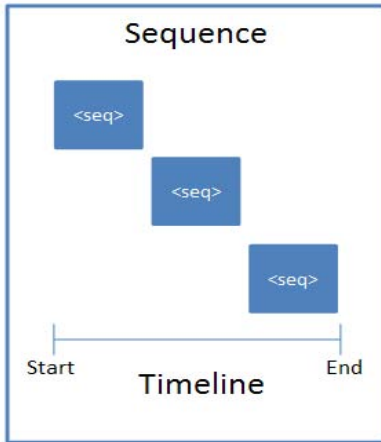 Sequence
<seq>
<seq>
<seq>
Start
End
Timeline